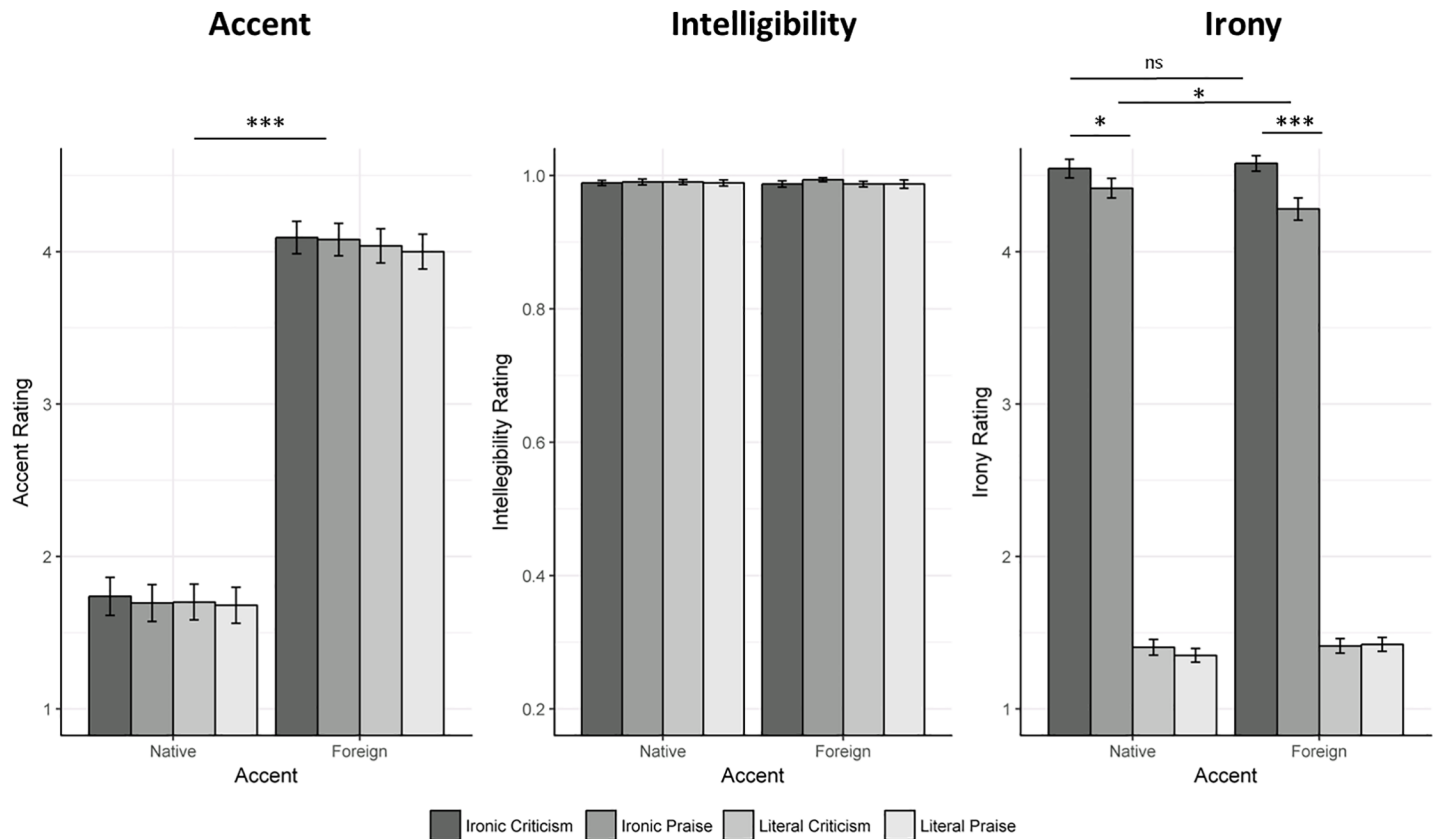 Accent
Intelligibility
Irony
***
ns
*
*
***
Accent Rating
4
3
2
1
Native
Foreign
Accent
Intellegibility Rating
1.0
0.8
0.6
0.4
0.2
Native
Foreign
Accent
Irony Rating
4
3
2
1
Native
Foreign
Accent
Ironic Criticism
Ironic Praise
Literal Criticism
Literal Praise